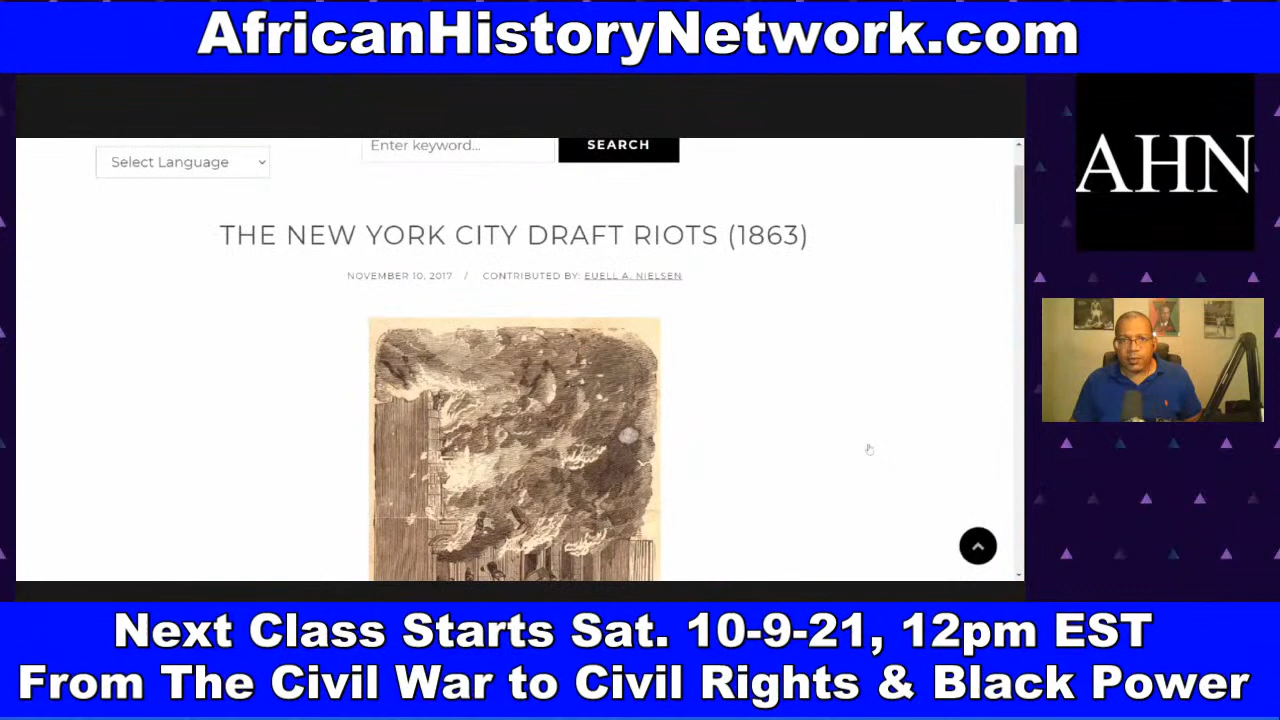 AfricanHistoryNetwork.com
Enter keyword...
SEARCH
Select Language
AHN
THE NEW YORK CITY DRAFT RIOTS (1863)
NOVEMBER 10, 2017 / CONTRIBUTED BY: EUELL A. NIELSEN
Next Class Starts Sat. 10-9-21, 12pm EST
From The Civil War to Civil Rights & Black Power